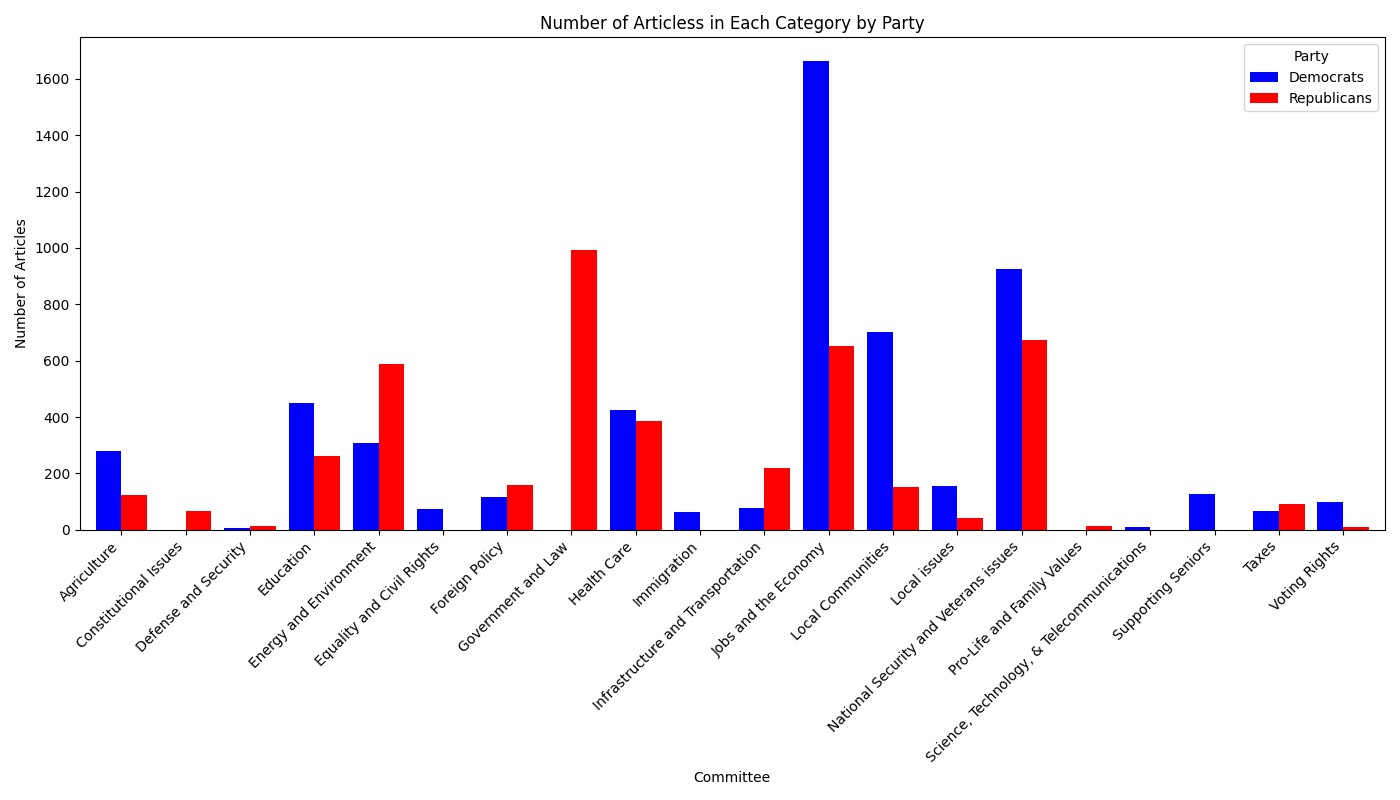 Number of Articless in Each Category by Party
Party
Democrats
Republicans
Number of Articles
1600
1400
1200
1000
800
600
400
200
0
Agriculture
Constitutional Issues
Defense and Security
Education
Energy and Environment
Equality and Civil Rights
Foreign Policy
Government and Law
Health Care
Immigration
Infrastructure and Transportation
Jobs and the Economy
Local Communities
Local issues
National Security and Veterans Issues
Pro-Life and Family Values
Science, Technology, & Telecommunications
Supporting Seniors
Taxes
Voting Rights
Committee